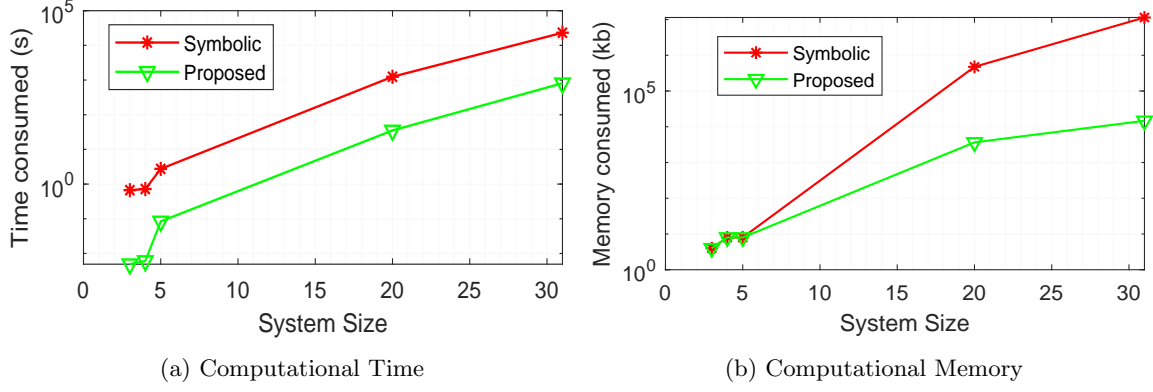 Time consumed (s)
10^5
10^0
Symbolic
Proposed
0 5 10 15 20 25 30
System Size
(a) Computational Time
Memory consumed (kb)
10^5
10^0
Symbolic
Proposed
0 5 10 15 20 25 30
System Size
(b) Computational Memory